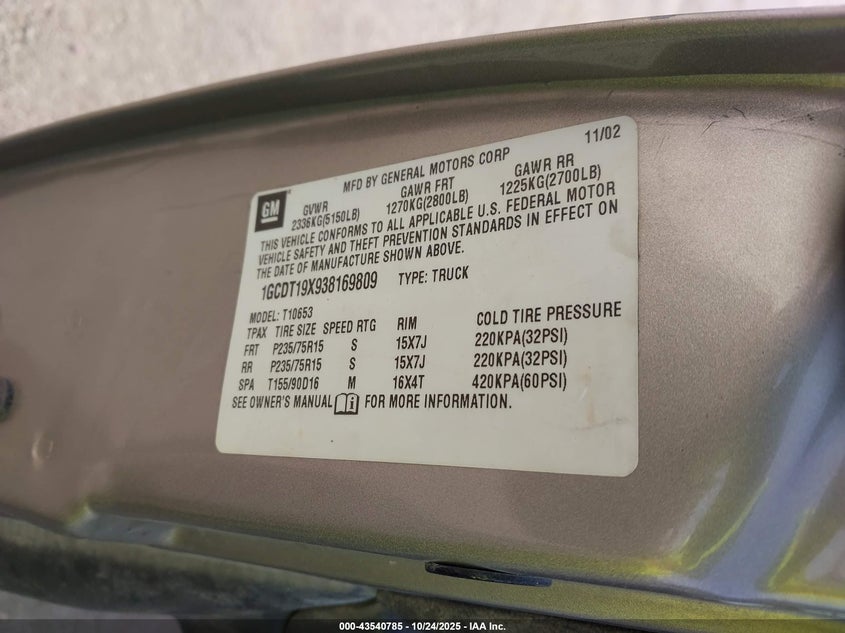 11/02
MFD BY GENERAL MOTORS CORP
GM
GVWR GAWR FRT GAWR RR
2336KG(5150LB) 1270KG(2800LB) 1225KG(2700LB)
THIS VEHICLE CONFORMS TO ALL APPLICABLE U.S. FEDERAL MOTOR
VEHICLE SAFETY AND THEFT PREVENTION STANDARDS IN EFFECT ON
THE DATE OF MANUFACTURE SHOWN ABOVE.
1GCDT19X938169809 TYPE: TRUCK
MODEL: T10653
TPAX TIRE SIZE SPEED RTG RIM COLD TIRE PRESSURE
FRT P235/75R15 S 15X7J 220KPA(32PSI)
RR P235/75R15 S 15X7J 220KPA(32PSI)
SPA T155/90D16 M 16X4T 420KPA(60PSI)
SEE OWNER'S MANUAL FOR MORE INFORMATION.
000-43540785 - 10/24/2025 - IAA Inc.